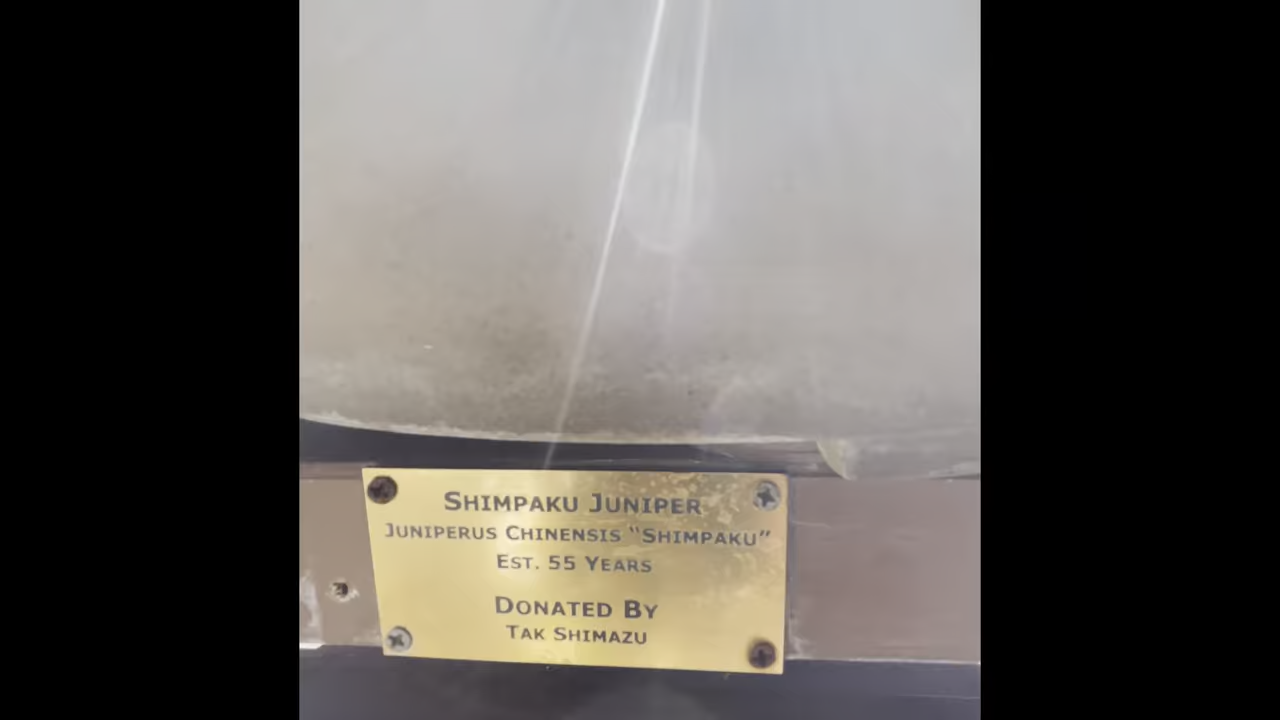 SHIMPAKU JUNIPER
JUNIPERUS CHINENSIS "SHIMPAKU"
EST. 55 YEARS
DONATED BY
TAK SHIMAZU